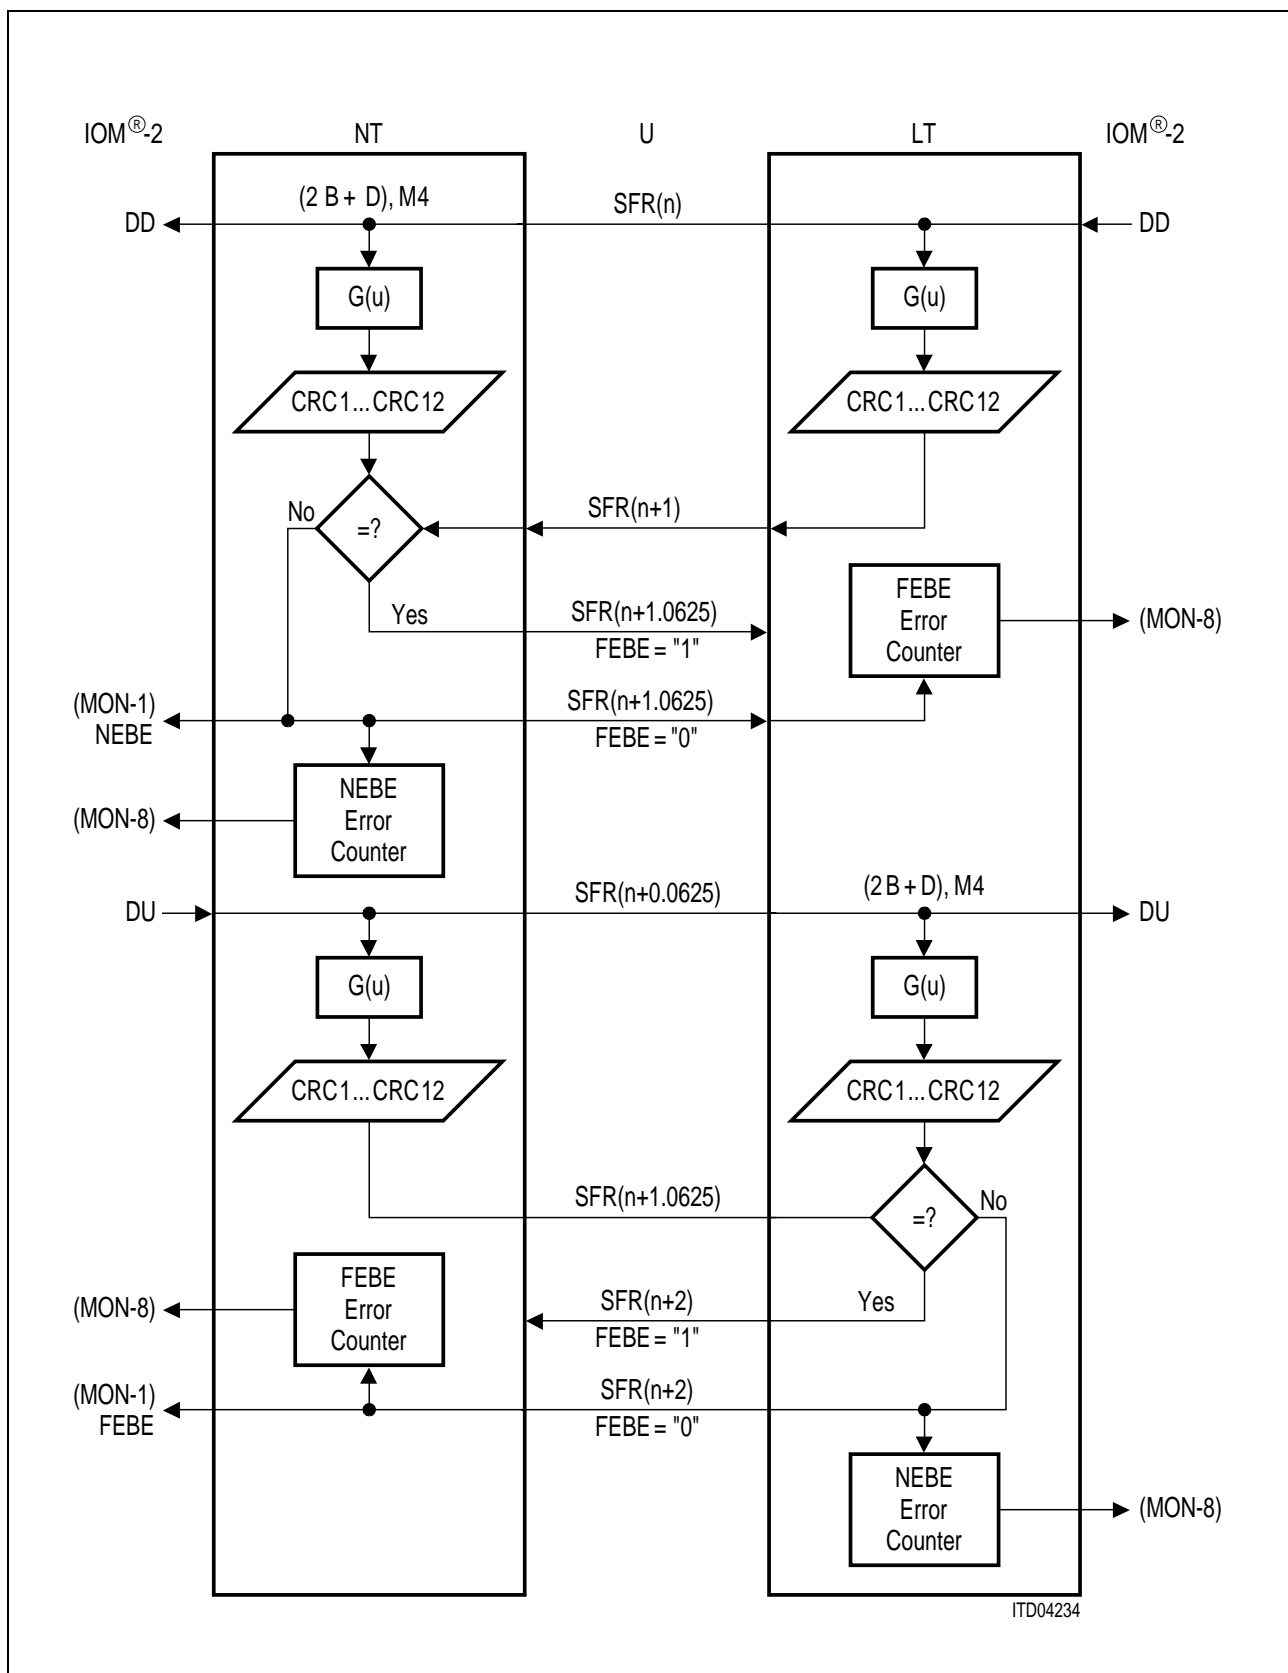 IOM®-2 NT U LT IOM®-2
(2 B + D), M4
SFR(n)
DD
DD
G(u)
G(u)
CRC1...CRC12
CRC1...CRC12
No
=?
SFR(n+1)
FEBE
Error
Counter
(MON-8)
Yes
SFR(n+1.0625)
FEBE = "1"
(MON-1)
NEBE
SFR(n+1.0625)
FEBE = "0"
NEBE
Error
Counter
(MON-8)
DU
SFR(n+0.0625)
(2 B + D), M4
DU
G(u)
G(u)
CRC1...CRC12
CRC1...CRC12
SFR(n+1.0625)
=?
No
FEBE
Error
Counter
(MON-8)
SFR(n+2)
FEBE = "1"
Yes
(MON-1)
FEBE
SFR(n+2)
FEBE = "0"
NEBE
Error
Counter
(MON-8)
ITD04234